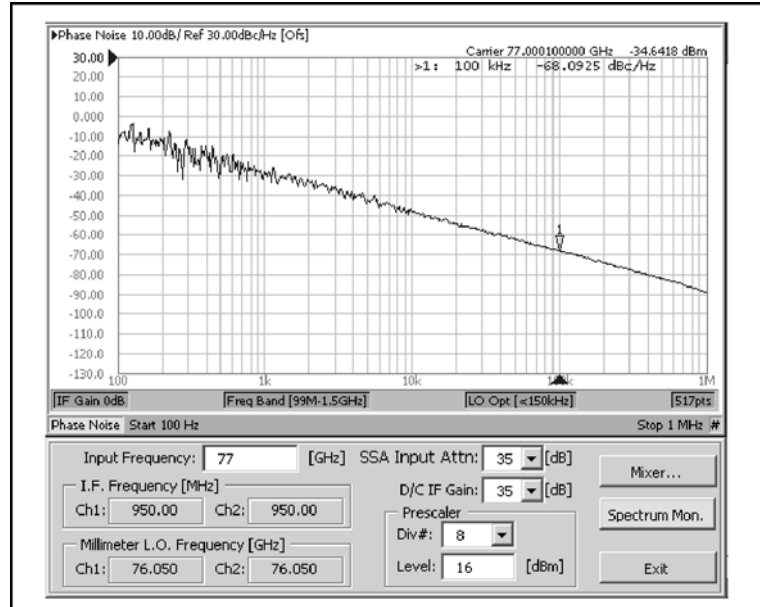 ▶Phase Noise 10.00dB/ Ref 30.00dBc/Hz [Ofs]
Carrier 77.000100000 GHz -34.6418 dBm
>1: 100 kHz -68.0925 dBc/Hz
30.00
20.00
10.00
0.000
-10.00
-20.00
-30.00
-40.00
-50.00
-60.00
-70.00
-80.00
-90.00
-100.0
-110.0
-120.0
-130.0
1
100 1k 10k 1M
IF Gain 0dB Freq Band [99M-1.5GHz] LO Opt [<150kHz] 517pts
Phase Noise Start 100 Hz Stop 1 MHz #
Input Frequency: 77 [GHz] SSA Input Attn: 35 [dB]
Mixer...
I.F. Frequency [MHz] D/C IF Gain: 35 [dB]
Ch1: 950.00 Ch2: 950.00 Prescaler
Spectrum Mon.
Div#: 8
Millimeter L.O. Frequency [GHz]
Ch1: 76.050 Ch2: 76.050 Level: 16 [dBm] Exit